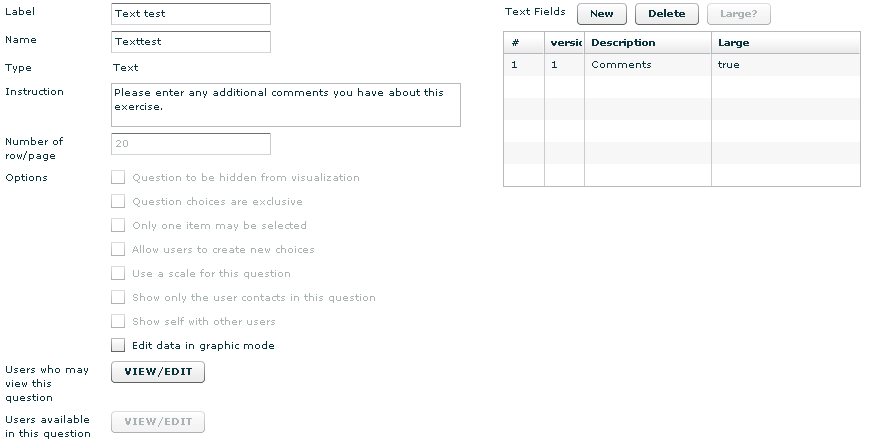 Label
Text test
Name
Texttest
Type
Text
Instruction
Please enter any additional comments you have about this
exercise.
Number of
row/page
20
Options
Question to be hidden from visualization
Question choices are exclusive
Only one item may be selected
Allow users to create new choices
Use a scale for this question
Show only the user contacts in this question
Show self with other users
Edit data in graphic mode
Users who may
view this
question
VIEW/EDIT
Users available
in this question
VIEW/EDIT
Text Fields New Delete Large?
# versic Description Large
1 1 Comments true